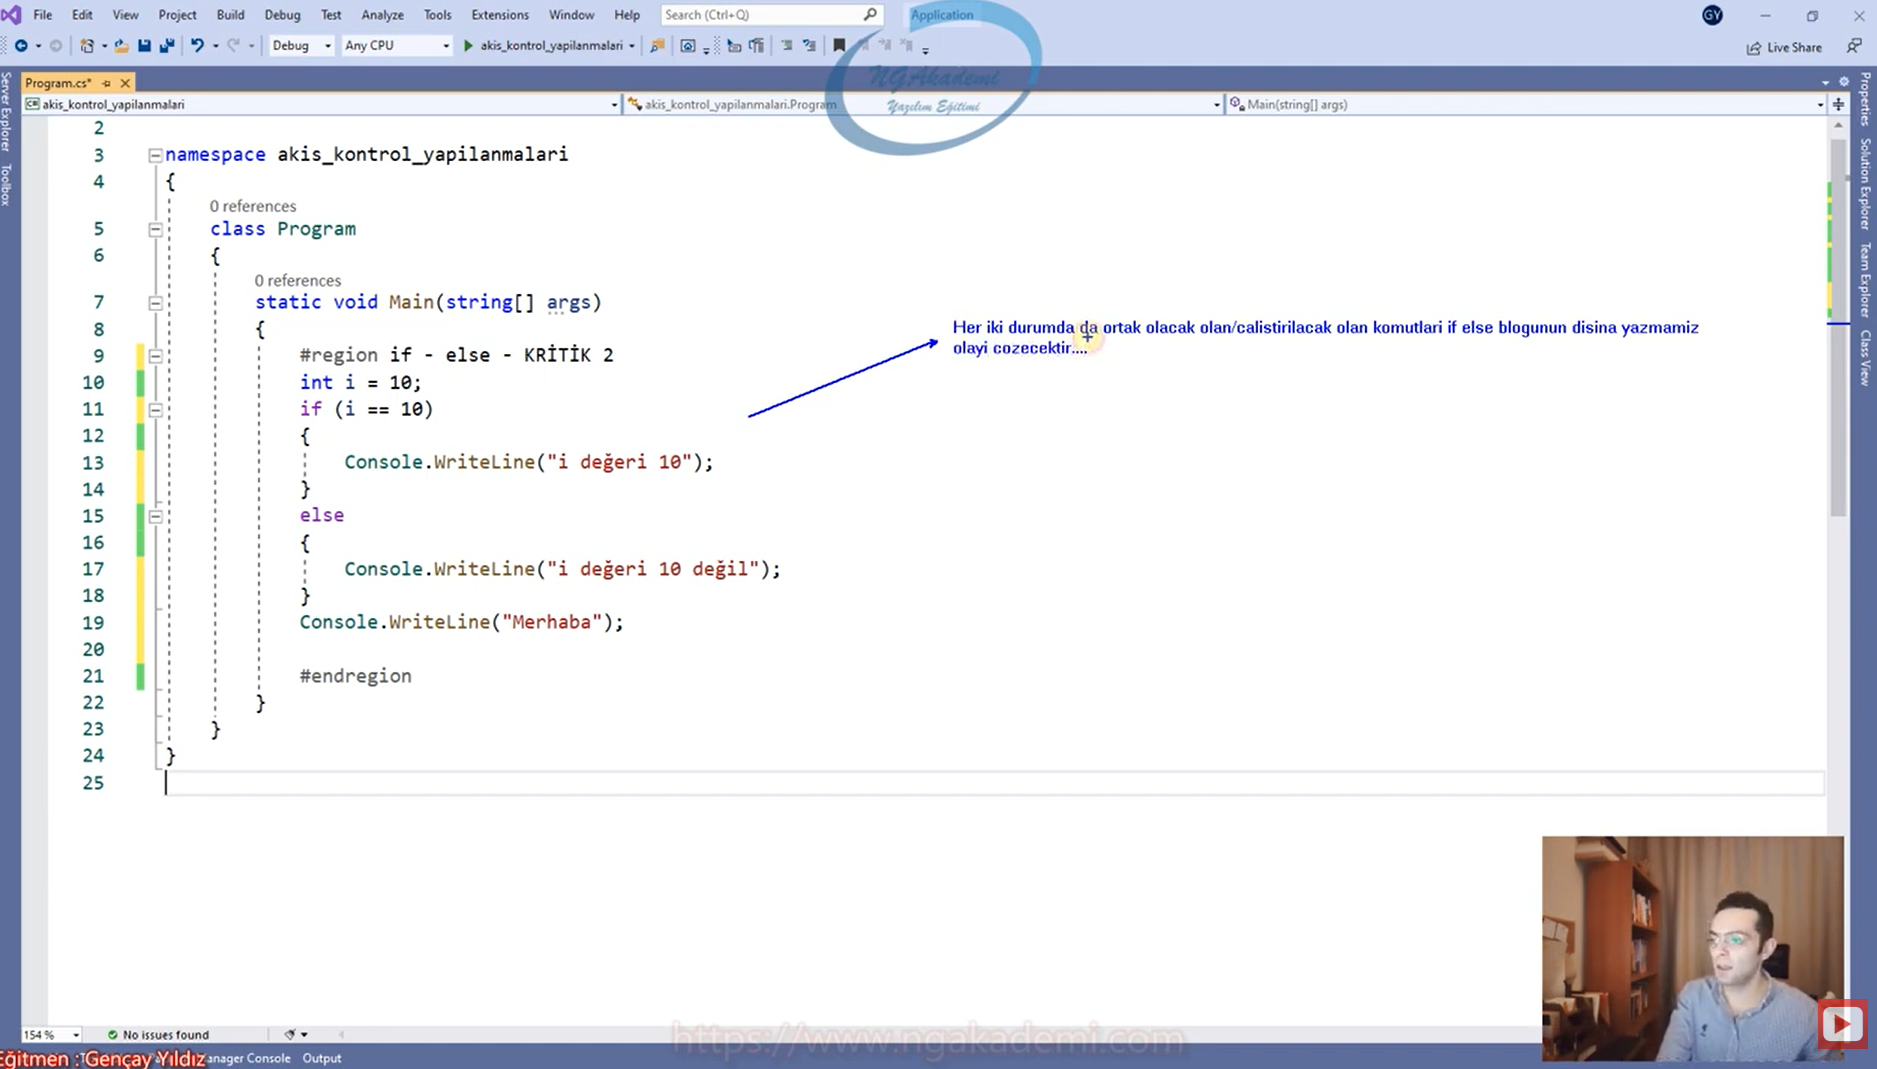 File Edit View Project Build Debug Test Analyze Tools Extensions Window Help Search (Ctrl+Q) Application GY
Debug Any CPU akis_kontrol_yapilanmalari Live Share
NGAkademi
Yazılım Eğitimi
Program.cs*
akis_kontrol_yapilanmalari akis_kontrol_yapilanmalari.Program Main(string[] args)
Server Explorer
Toolbox
2
3 namespace akis_kontrol_yapilanmalari
4 {
0 references
5 class Program
6 {
0 references
7 static void Main(string[] args)
8 {
9 #region if - else - KRİTİK 2
10 int i = 10;
11 if (i == 10)
12 {
13 Console.WriteLine("i değeri 10");
14 }
15 else
16 {
17 Console.WriteLine("i değeri 10 değil");
18 }
19 Console.WriteLine("Merhaba");
20
21 #endregion
22 }
23 }
24 }
25
Her iki durumda da ortak olacak olan/calistirilacak olan komutlari if else blogunun disina yazmamiz
olayi cozecektir....
Properties
Solution Explorer
Team Explorer
Class View
154 % No issues found
https://www.ngakademi.com
Eğitmen : Gençay Yıldız anager Console Output